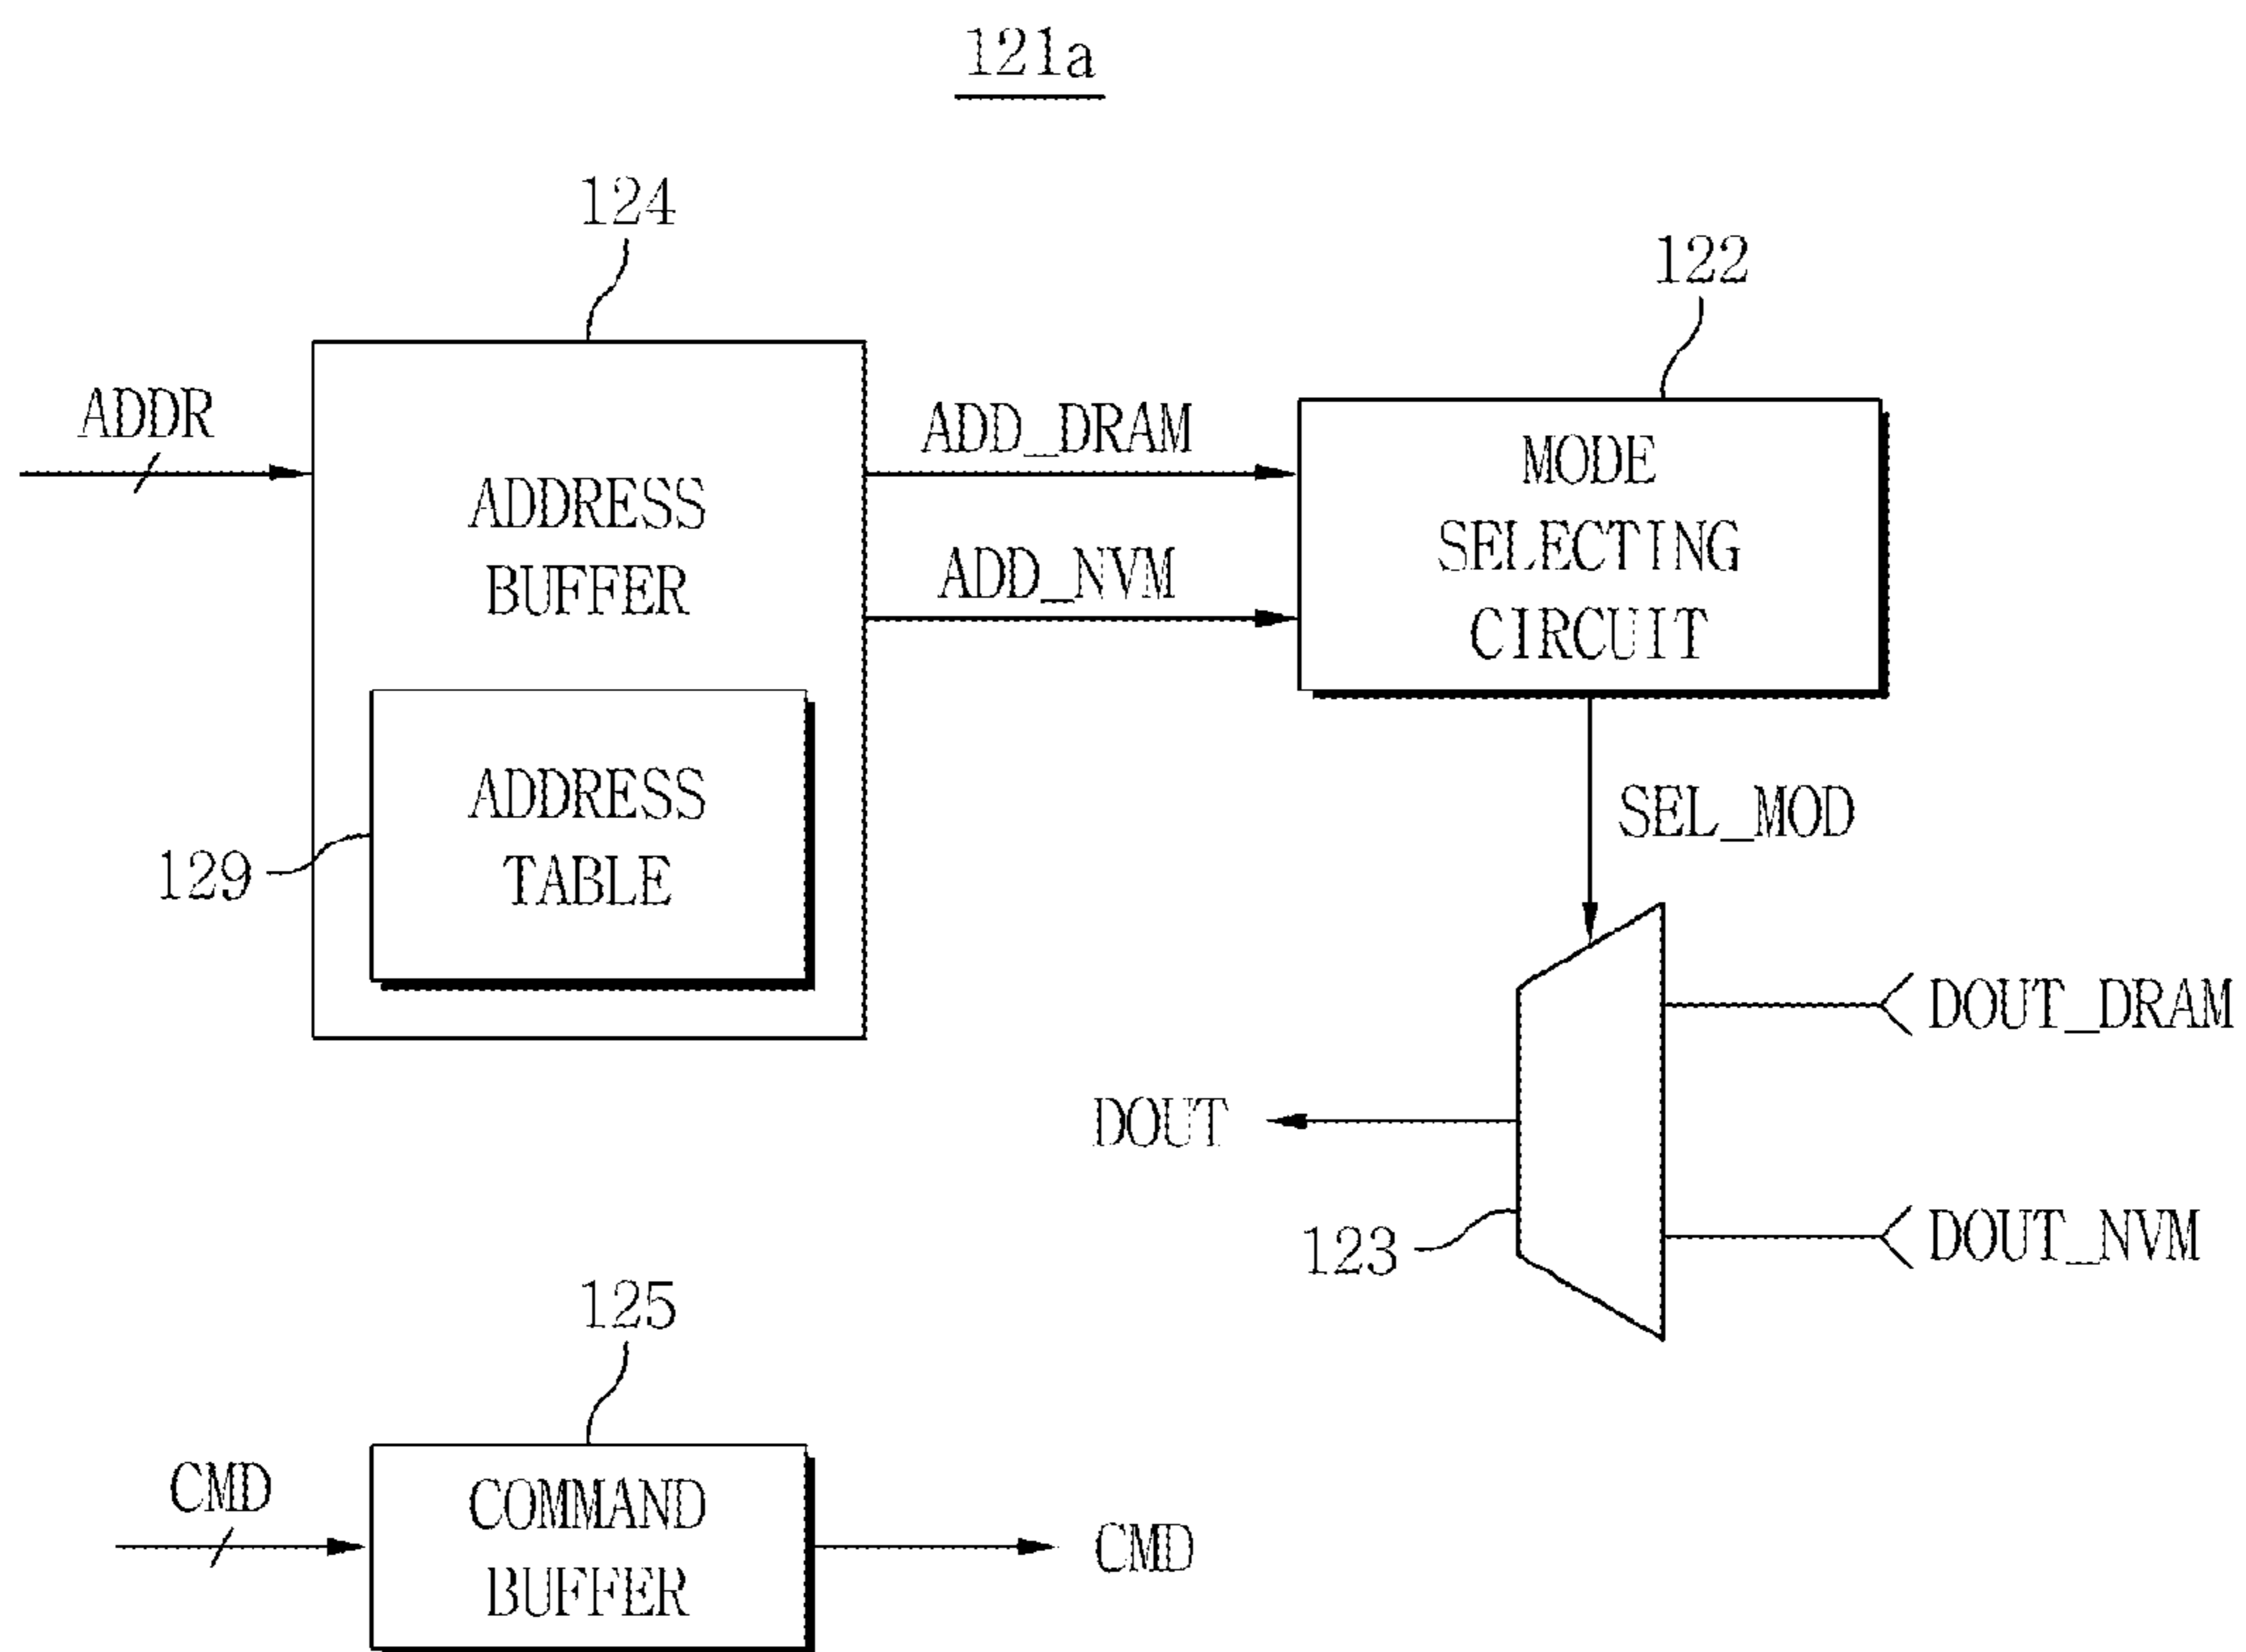 121a
124
122
ADDR
ADD_DRAM
MODE
SELECTING
CIRCUIT
ADDRESS
BUFFER
ADD_NVM
ADDRESS
TABLE
129
SEL_MOD
DOUT_DRAM
DOUT
DOUT_NVM
123
125
CMD
COMMAND
BUFFER
CMD